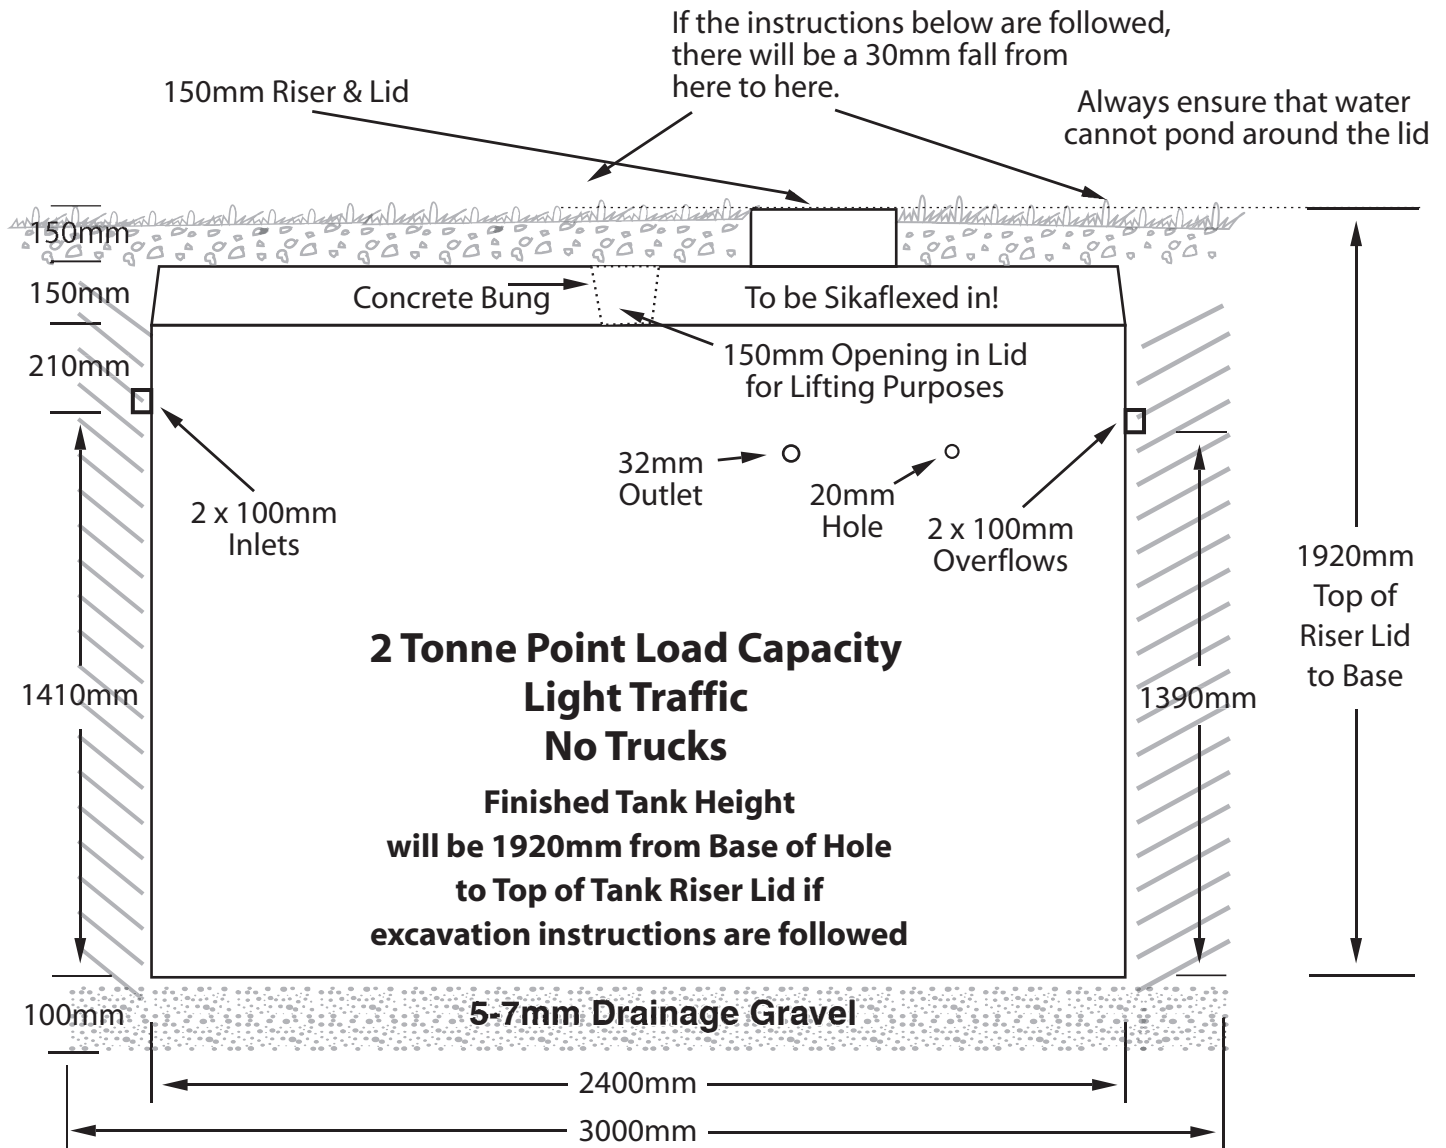 If the instructions below are followed,
there will be a 30mm fall from
here to here.
150mm Riser & Lid
Always ensure that water
cannot pond around the lid
150mm
150mm
Concrete Bung
To be Sikaflexed in!
210mm
150mm Opening in Lid
for Lifting Purposes
32mm
Outlet
20mm
Hole
2 x 100mm
Inlets
2 x 100mm
Overflows
1920mm
Top of
Riser Lid
to Base
2 Tonne Point Load Capacity
Light Traffic
No Trucks
1410mm
1390mm
Finished Tank Height
will be 1920mm from Base of Hole
to Top of Tank Riser Lid if
excavation instructions are followed
100mm
5-7mm Drainage Gravel
2400mm
3000mm